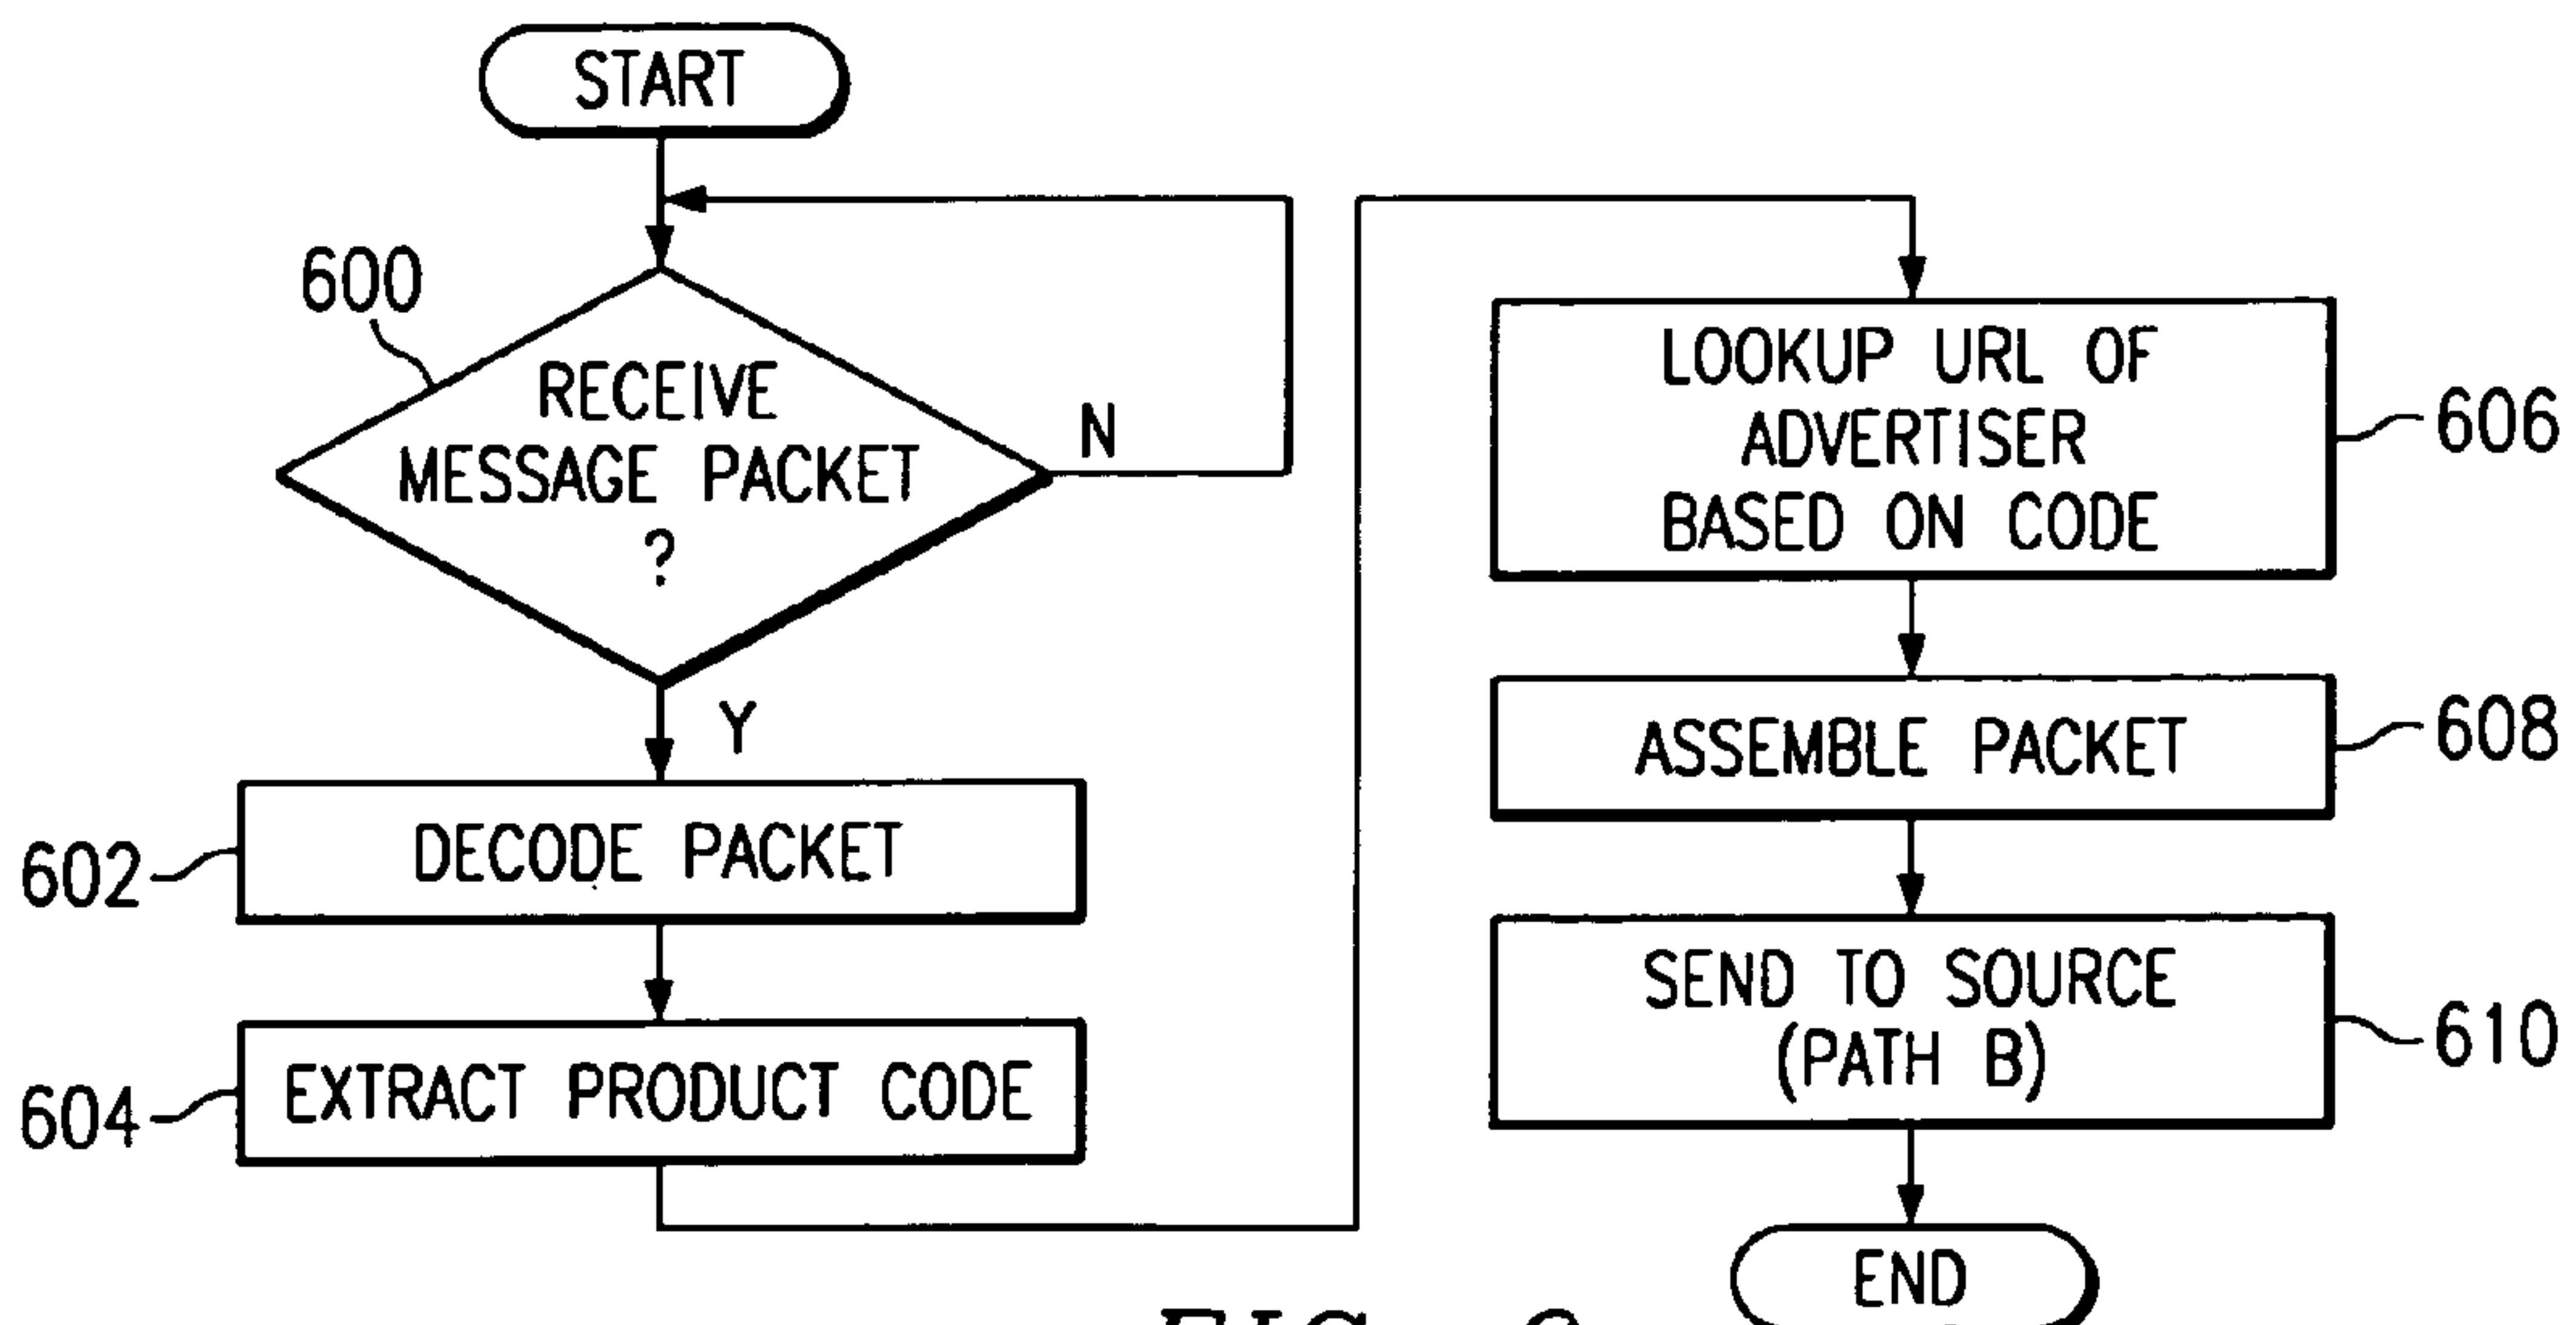 START
600
RECEIVE
MESSAGE PACKET
?
N
Y
602
DECODE PACKET
604
EXTRACT PRODUCT CODE
LOOKUP URL OF
ADVERTISER
BASED ON CODE
606
ASSEMBLE PACKET
608
SEND TO SOURCE
(PATH B)
610
END
FIG.